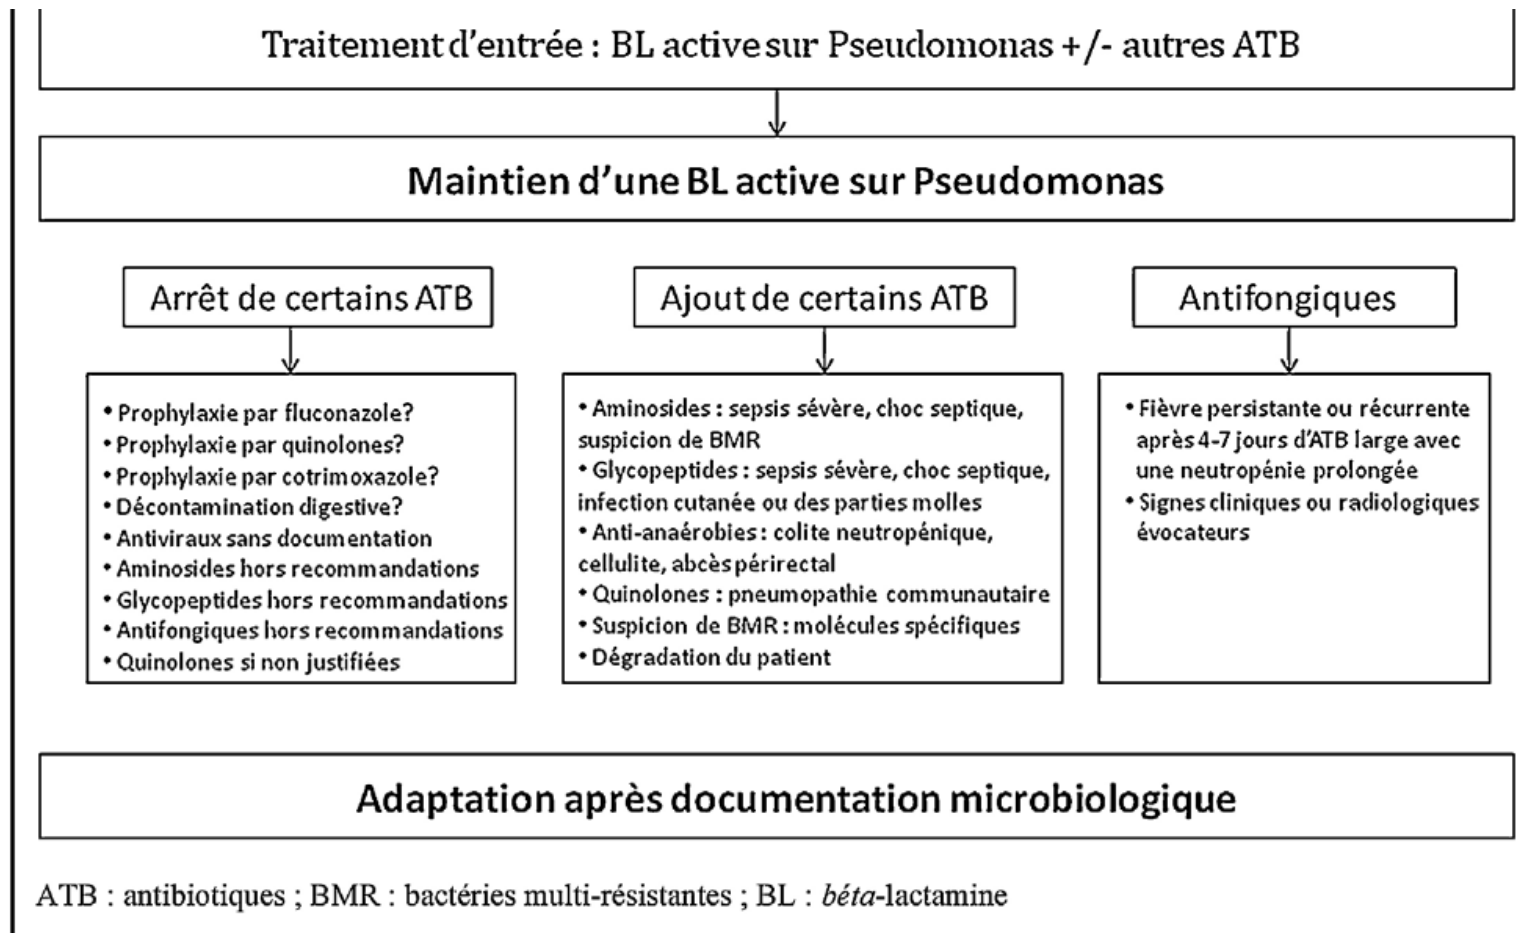 Traitement d'entrée : BL active sur Pseudomonas +/- autres ATB
Maintien d'une BL active sur Pseudomonas
Arrêt de certains ATB
• Prophylaxie par fluconazole?
• Prophylaxie par quinolones?
• Prophylaxie par cotrimoxazole?
• Décontamination digestive?
• Antiviraux sans documentation
• Aminosides hors recommandations
• Glycopeptides hors recommandations
• Antifongiques hors recommandations
• Quinolones si non justifiées
Ajout de certains ATB
• Aminosides : sepsis sévère, choc septique,
suspicion de BMR
• Glycopeptides : sepsis sévère, choc septique,
infection cutanée ou des parties molles
• Anti-anaérobies : colite neutropénique,
cellulite, abcès périrectal
• Quinolones : pneumopathie communautaire
• Suspicion de BMR : molécules spécifiques
• Dégradation du patient
Antifongiques
• Fièvre persistante ou récurrente
après 4-7 jours d'ATB large avec
une neutropénie prolongée
• Signes cliniques ou radiologiques
évocateurs
Adaptation après documentation microbiologique
ATB : antibiotiques ; BMR : bactéries multi-résistantes ; BL : béta-lactamine